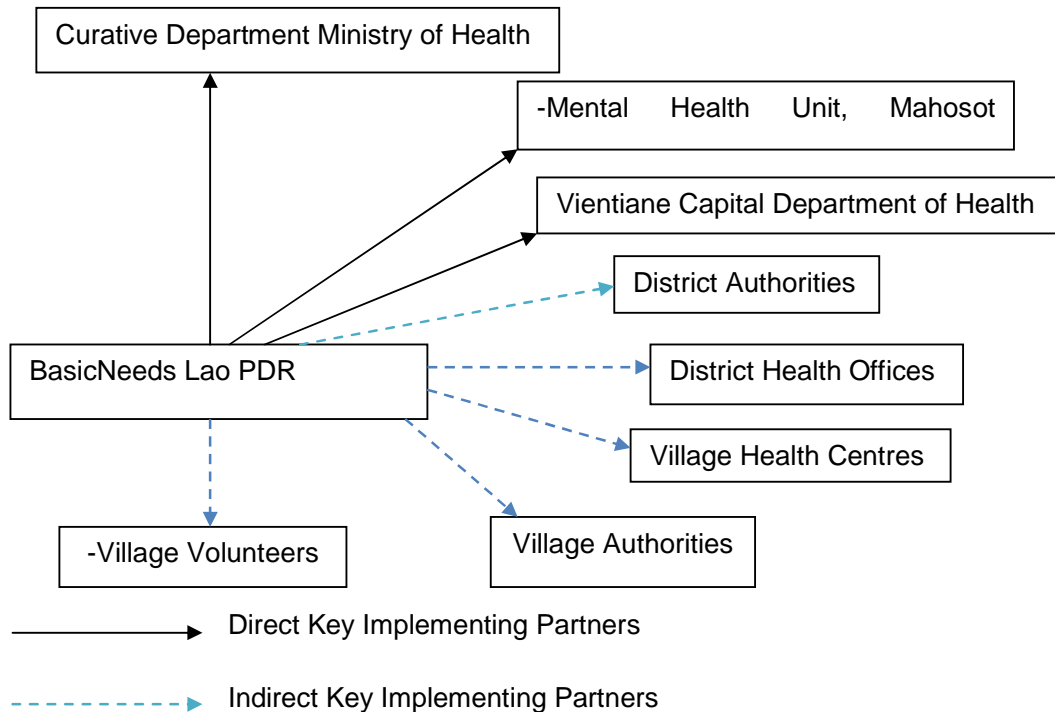 Curative Department Ministry of Health
-Mental Health Unit, Mahosot
Vientiane Capital Department of Health
District Authorities
BasicNeeds Lao PDR
District Health Offices
Village Health Centres
Village Authorities
-Village Volunteers
Direct Key Implementing Partners
Indirect Key Implementing Partners